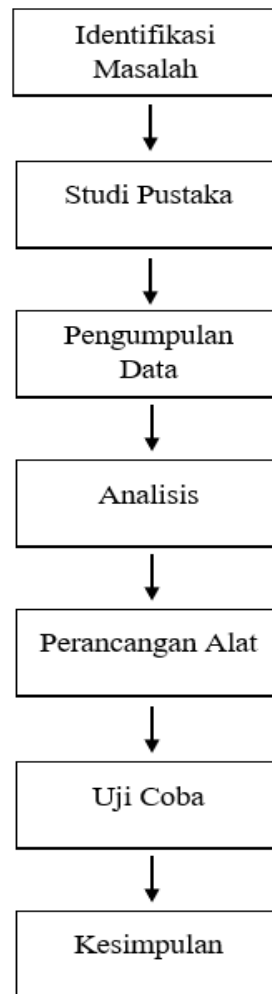 Identifikasi
Masalah
Studi Pustaka
Pengumpulan
Data
Analisis
Perancangan Alat
Uji Coba
Kesimpulan